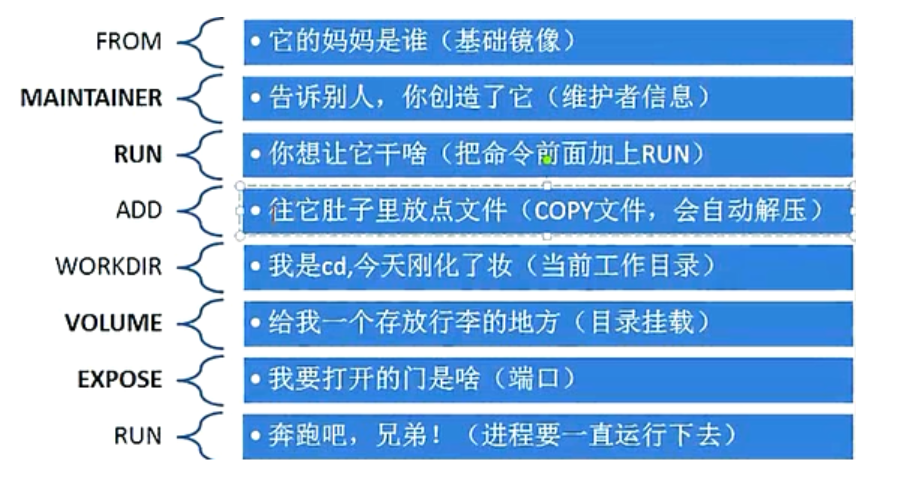 FROM
• 它的妈妈是谁（基础镜像）
MAINTAINER
• 告诉别人，你创造了它（维护者信息）
RUN
• 你想让它干啥（把命令前面加上RUN）
ADD
• 往它肚子里放点文件（COPY文件，会自动解压）
WORKDIR
• 我是cd,今天刚化了妆（当前工作目录）
VOLUME
• 给我一个存放行李的地方（目录挂载）
EXPOSE
• 我要打开的门是啥（端口）
RUN
• 奔跑吧，兄弟！（进程要一直运行下去）